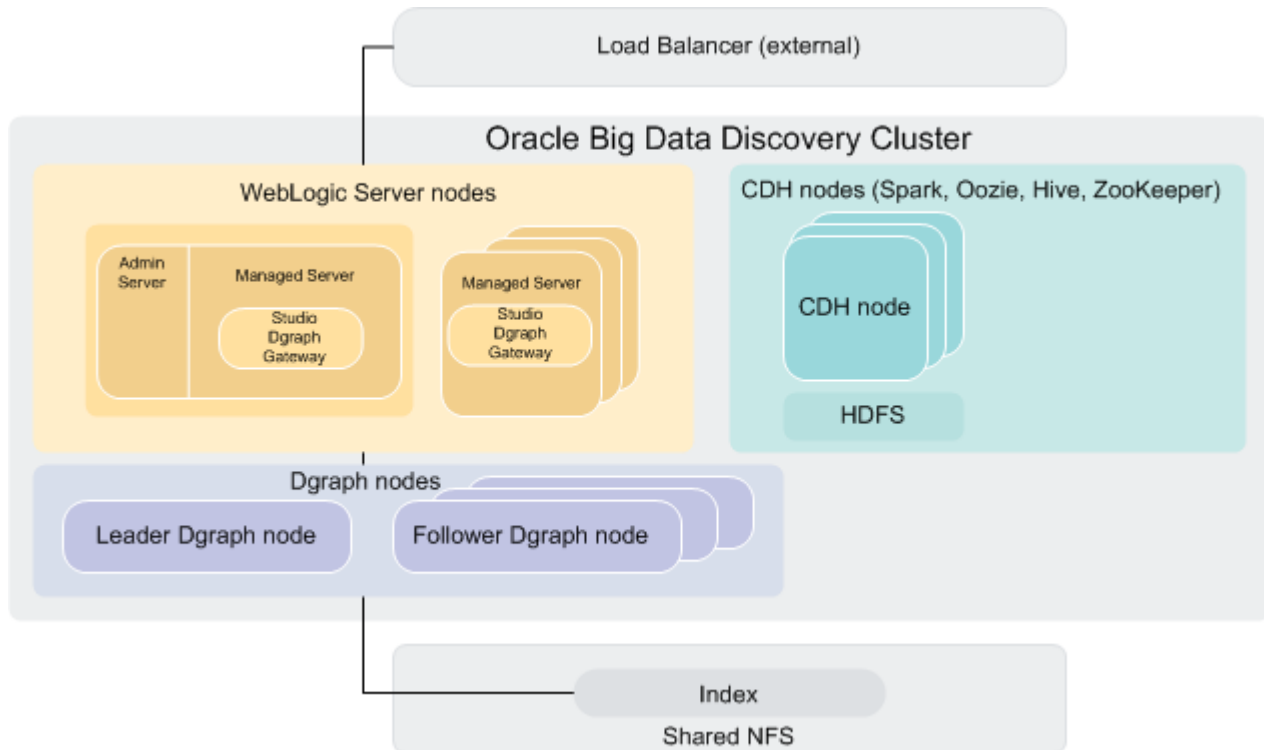 Load Balancer (external)
Oracle Big Data Discovery Cluster
WebLogic Server nodes
Admin
Server
Managed Server
Studio
Dgraph
Gateway
Managed Server
Studio
Dgraph
Gateway
CDH nodes (Spark, Oozie, Hive, ZooKeeper)
CDH node
HDFS
Dgraph nodes
Leader Dgraph node
Follower Dgraph node
Index
Shared NFS